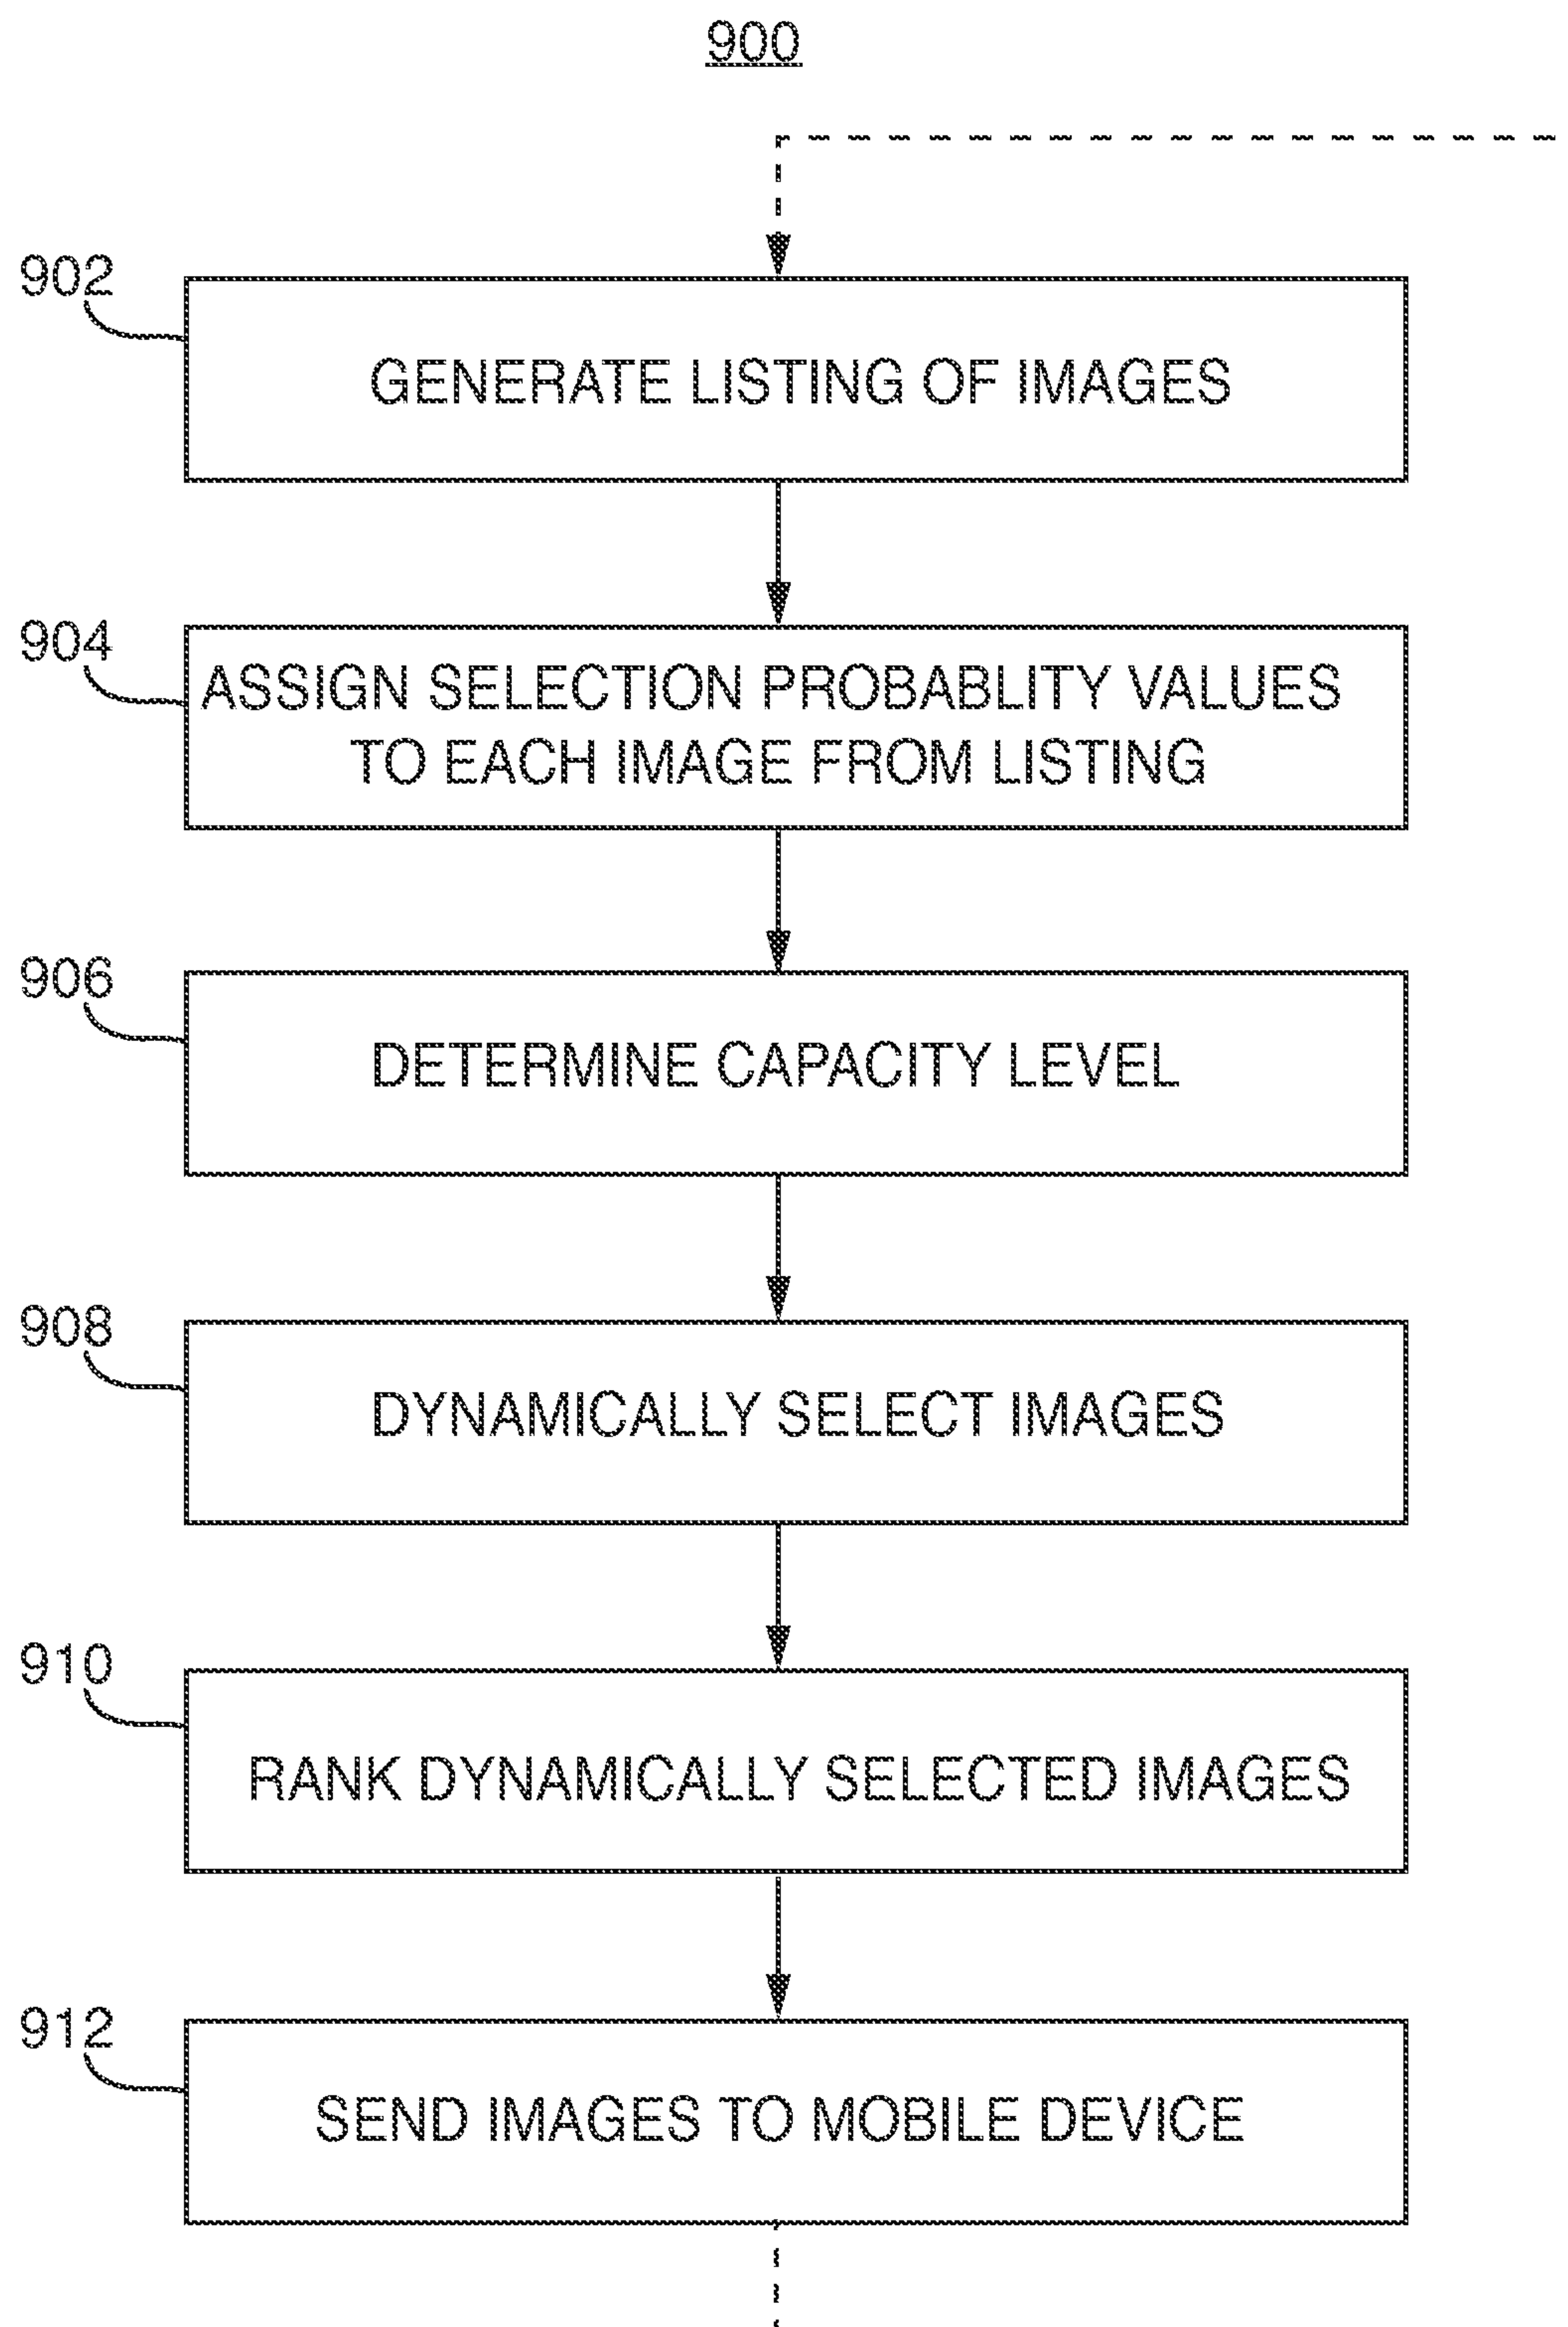 900
902
GENERATE LISTING OF IMAGES
904
ASSIGN SELECTION PROBABLITY VALUES
TO EACH IMAGE FROM LISTING
906
DETERMINE CAPACITY LEVEL
908
DYNAMICALLY SELECT IMAGES
910
RANK DYNAMICALLY SELECTED IMAGES
912
SEND IMAGES TO MOBILE DEVICE